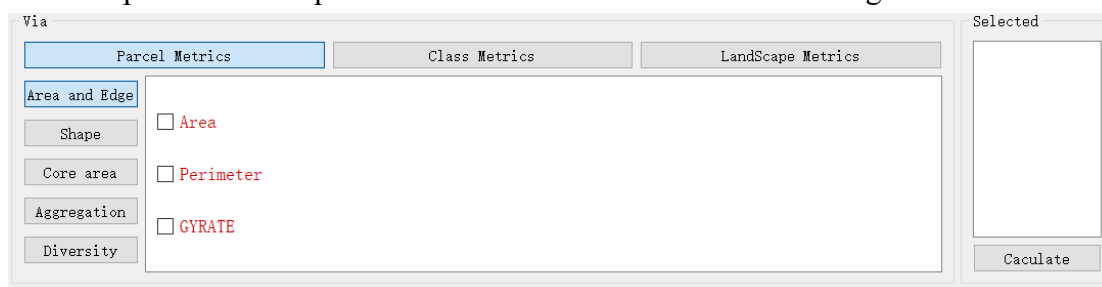 Via
Selected
Parcel Metrics
Class Metrics
LandScape Metrics
Area and Edge
Shape
Core area
Aggregation
Diversity
Area
Perimeter
GYRATE
Caculate